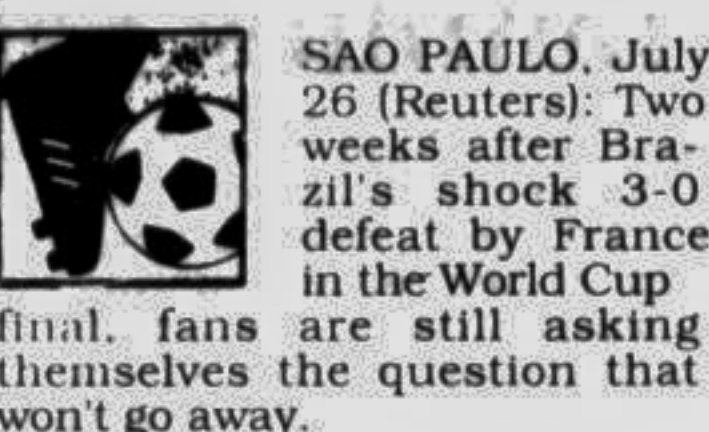 SAO PAULO, July
26 (Reuters): Two
weeks after Bra-
zil's shock 3-0
defeat by France
in the World Cup
final, fans are still asking
themselves the question that
won't go away.